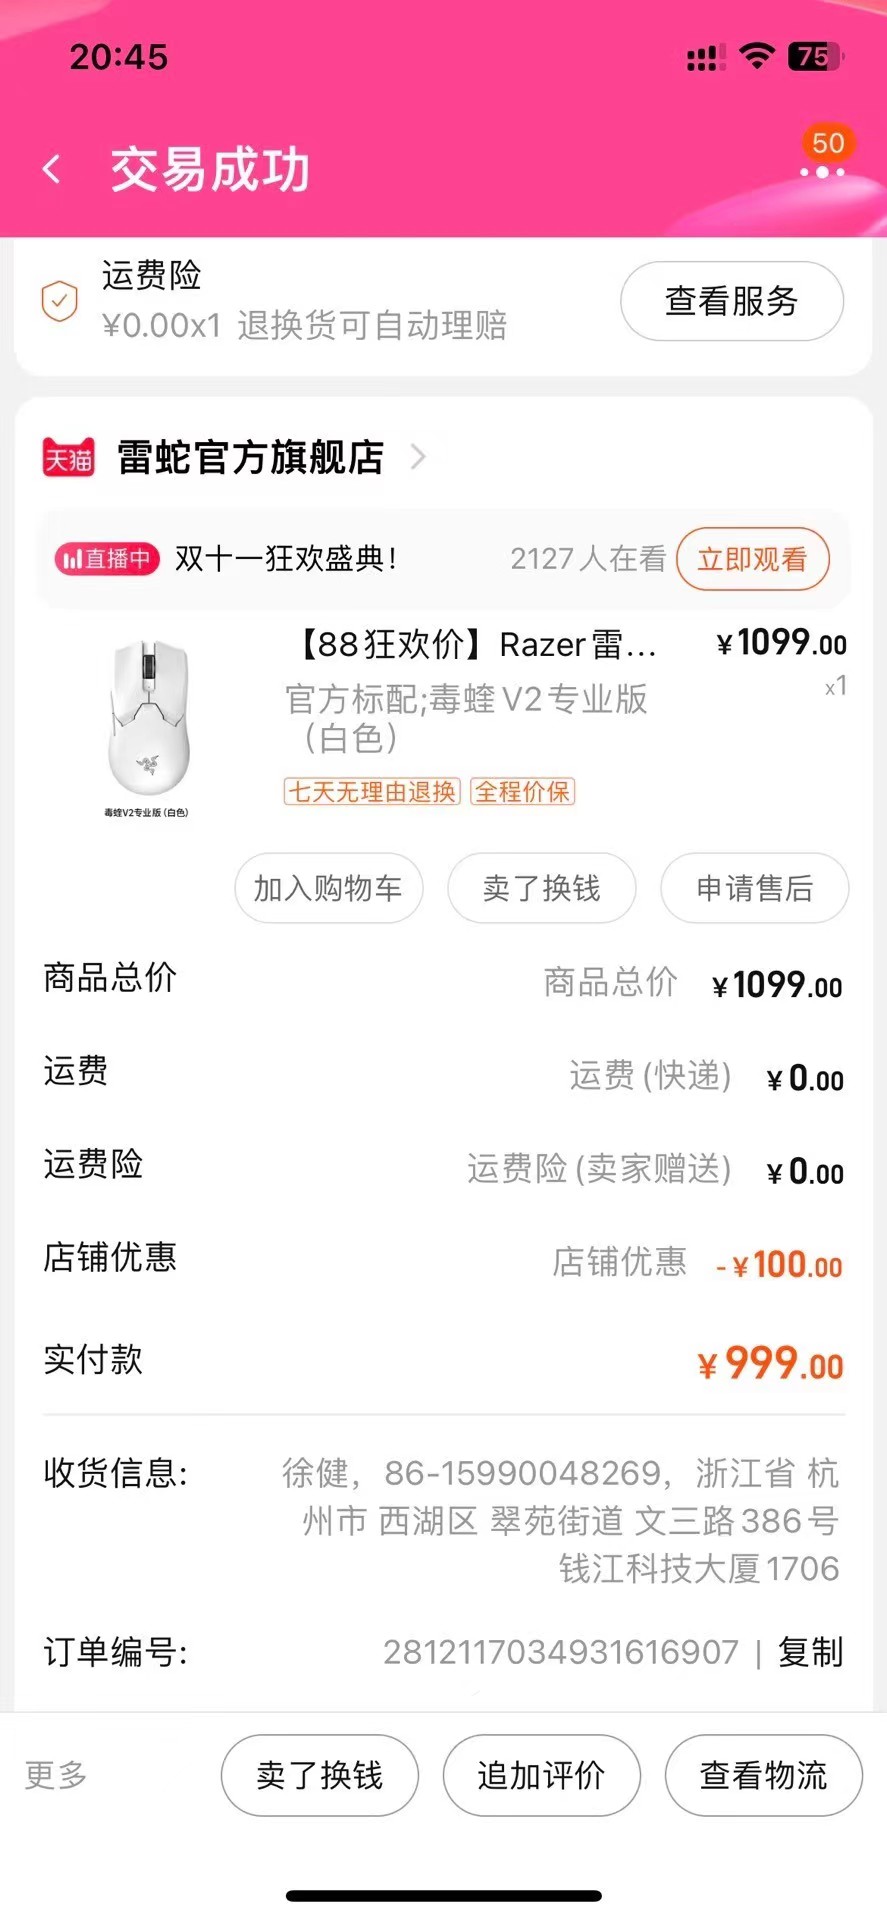 20:45
75
交易成功
50
运费险
¥0.00x1 退换货可自动理赔
查看服务
天猫 雷蛇官方旗舰店
直播中 双十一狂欢盛典! 2127人在看 立即观看
【88狂欢价】Razer雷... ¥1099.00
官方标配;毒蝰V2专业版 x1
（白色）
七天无理由退换 全程价保
毒蝰V2专业版 (白色)
加入购物车 卖了换钱 申请售后
商品总价 商品总价 ¥1099.00
运费 运费(快递) ¥0.00
运费险 运费险(卖家赠送) ¥0.00
店铺优惠 店铺优惠 -¥100.00
实付款 ¥999.00
收货信息: 徐健，86-15990048269，浙江省 杭
州市 西湖区 翠苑街道 文三路386号
钱江科技大厦1706
订单编号: 2812117034931616907 | 复制
更多 卖了换钱 追加评价 查看物流